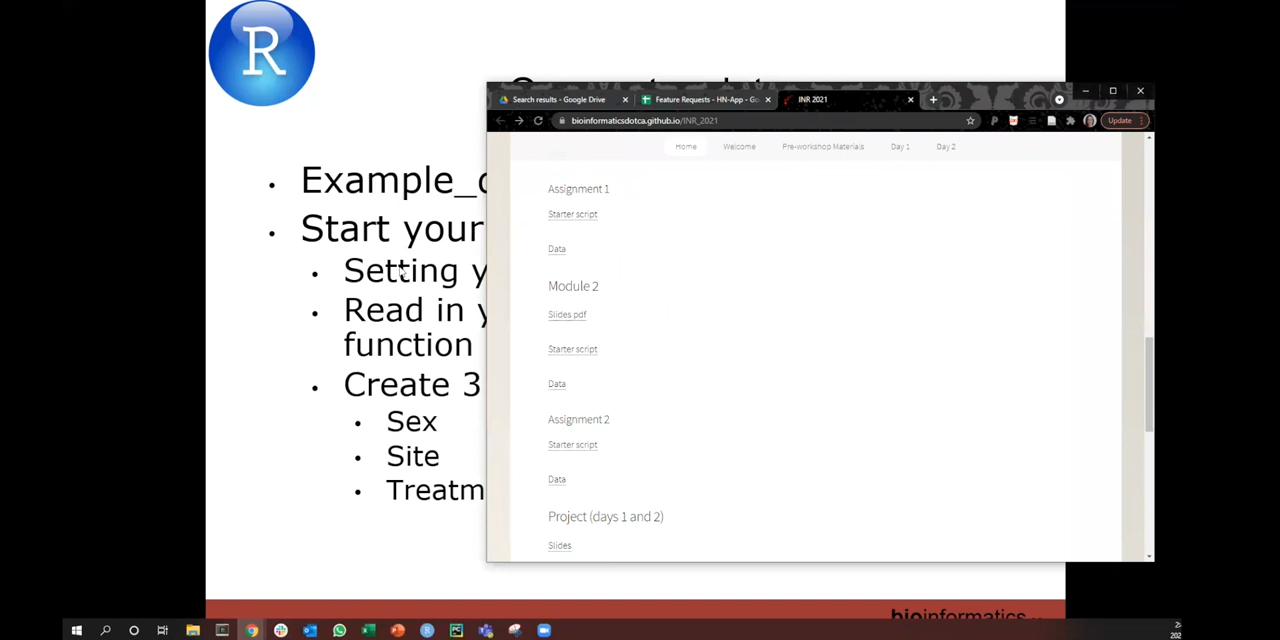 R
Search results - Google Drive
Feature Requests - HN-App - Go
INR 2021
bioinformaticsdotca.github.io/INR_2021
Update
Home
Welcome
Pre-workshop Materials
Day 1
Day 2
Example_
Start your
Setting y
Read in y
function
Create 3
Sex
Site
Treatm
Assignment 1
Starter script
Data
Module 2
Slides pdf
Starter script
Data
Assignment 2
Starter script
Data
Project (days 1 and 2)
Slides
bioinformatics